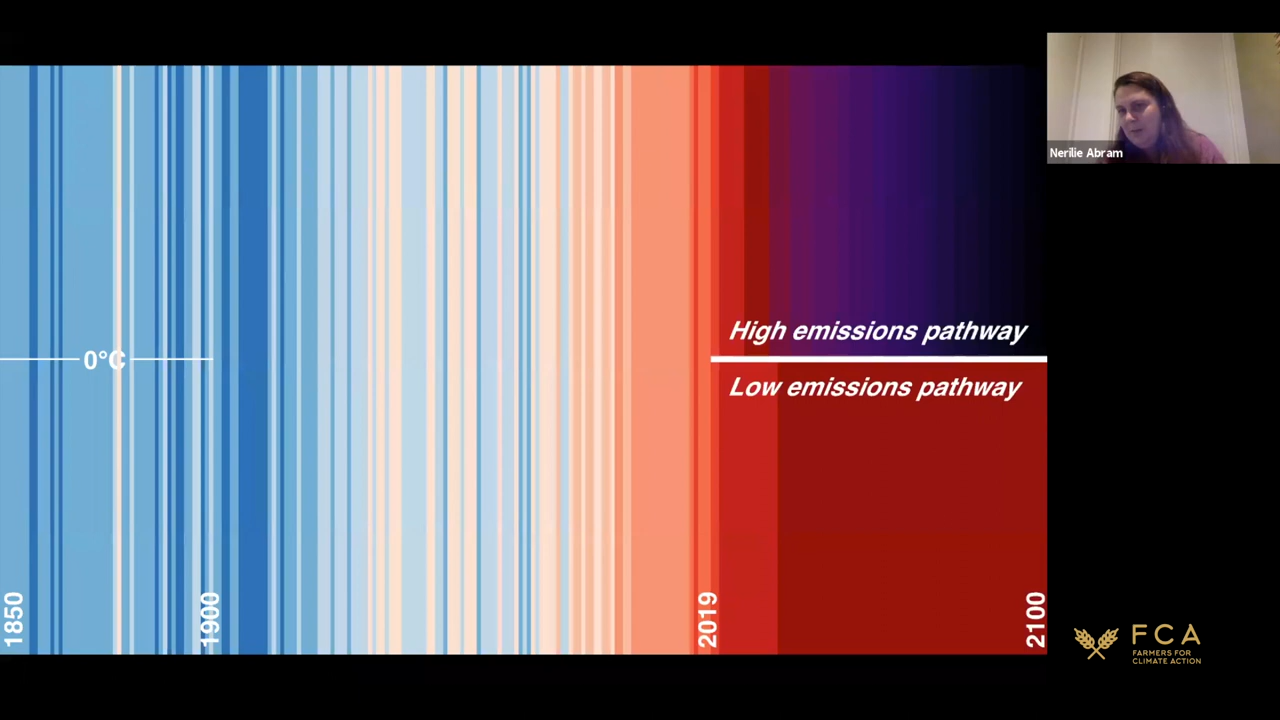 Nerilie Abram
High emissions pathway
0°C
Low emissions pathway
1850
1900
2019
2100
FCA
FARMERS FOR
CLIMATE ACTION